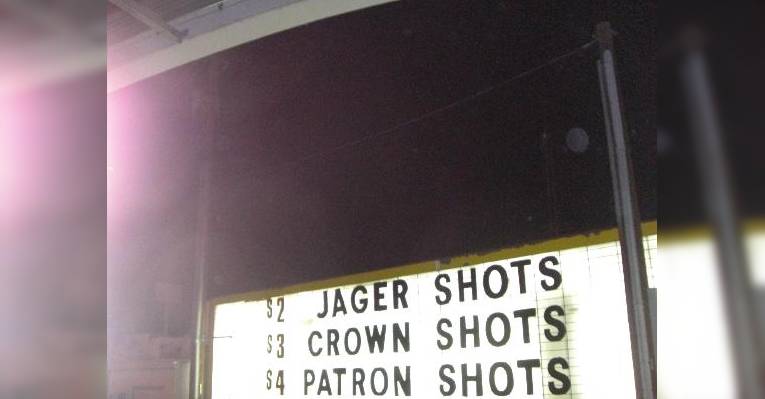 $2 JAGER SHOTS
$3 CROWN SHOTS
$4 PATRON SHOTS